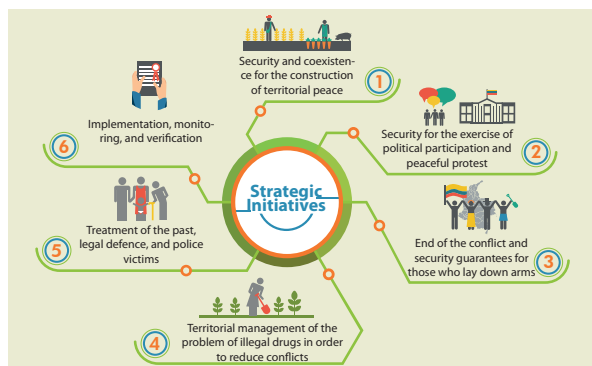 Security and coexisten-
ce for the construction
of territorial peace
1
Security for the exercise of
political participation and
peaceful protest
2
End of the conflict and
security guarantees for
those who lay down arms
3
Territorial management of the
problem of illegal drugs in order
to reduce conflicts
4
Treatment of the past,
legal defence, and police
victims
5
Implementation, monito-
ring, and verification
6
Strategic
Initiatives